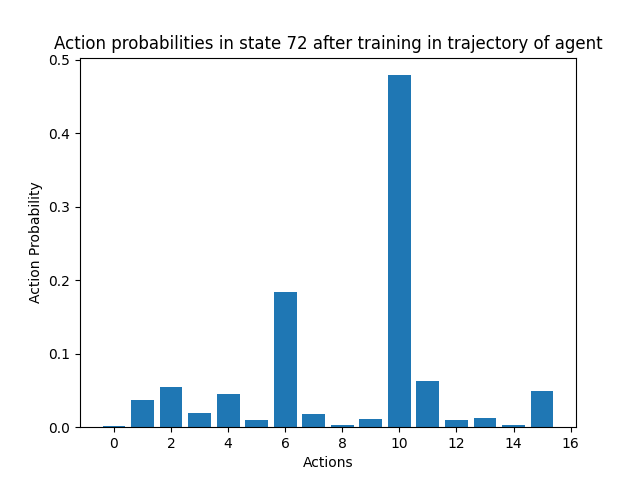 Action probabilities in state 72 after training in trajectory of agent
0.5
0.4
0.3
0.2
0.1
0.0
Action Probability
0 2 4 6 8 10 12 14 16
Actions